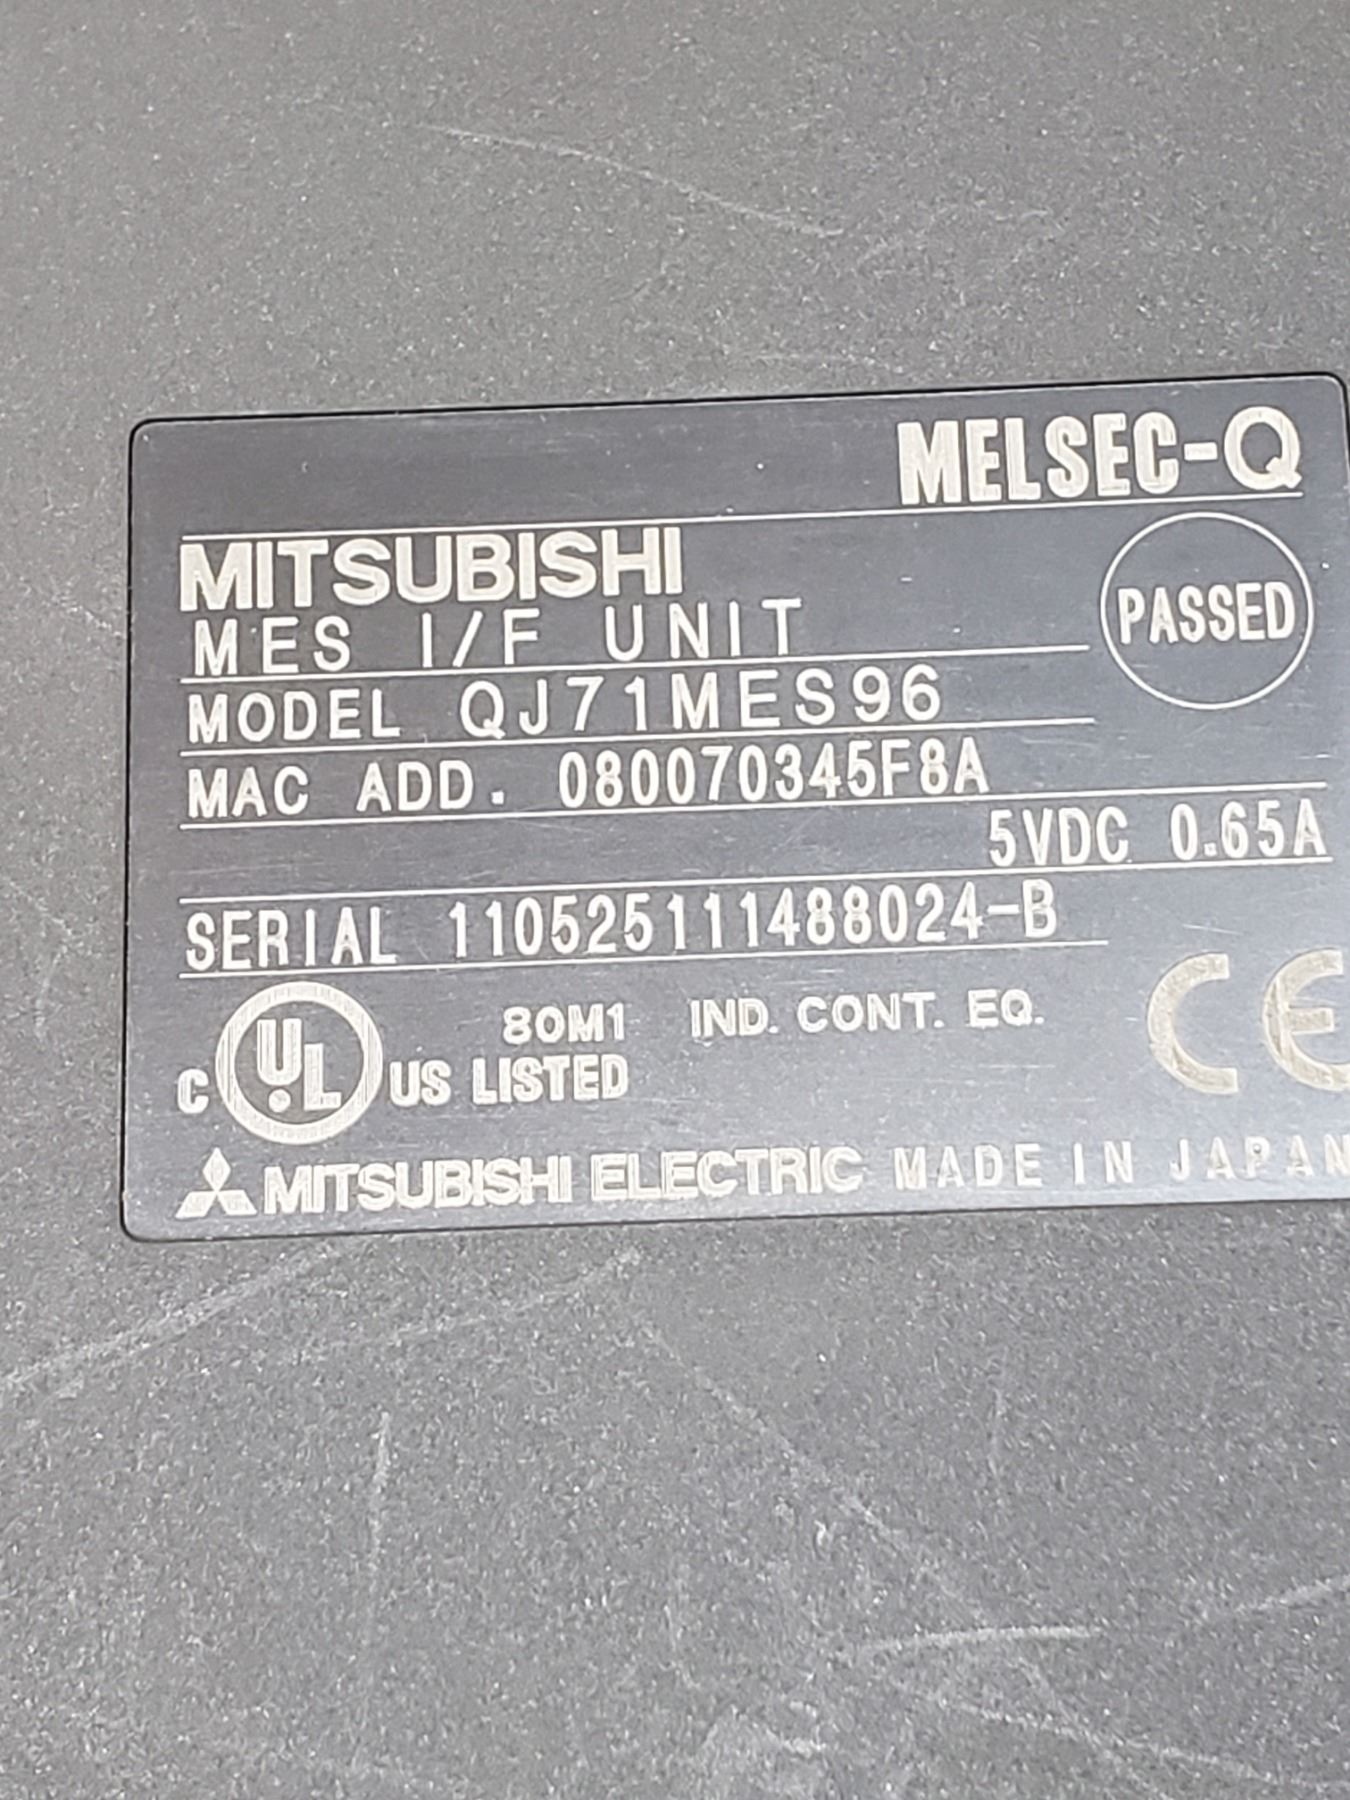 MELSEC-Q
MITSUBISHI
MES I/F UNIT
PASSED
MODEL QJ71MES96
MAC ADD. 080070345F8A
5VDC 0.65A
SERIAL 110525111488024-B
80M1 IND. CONT. EQ.
C UL US LISTED
CE
MITSUBISHI ELECTRIC MADE IN JAPAN